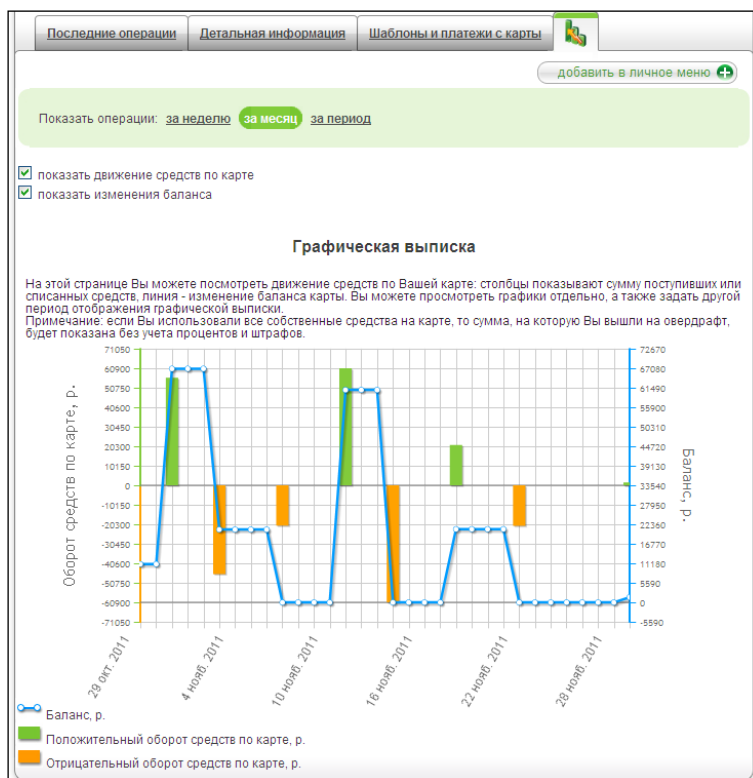 Последние операции
Детальная информация
Шаблоны и платежи с карты
добавить в личное меню
Показать операции: за неделю за месяц за период
показать движение средств по карте
показать изменения баланса
Графическая выписка
На этой странице Вы можете посмотреть движение средств по Вашей карте: столбцы показывают сумму поступивших или
списанных средств, линия - изменение баланса карты. Вы можете просмотреть графики отдельно, а также задать другой
период отображения графической выписки.
Примечание: если Вы использовали все собственные средства на карте, то сумма, на которую Вы вышли на овердрафт,
будет показана без учета процентов и штрафов.
Оборот средств по карте, р.
71050
60900
50750
40600
30450
20300
10150
0
-10150
-20300
-30450
-40600
-50750
-60900
-71050
72670
67080
61490
55900
50310
44720
39130
33540
27950
22360
16770
11180
5590
0
-5590
Баланс, р.
29 окт. 2011
4 нояб. 2011
10 нояб. 2011
16 нояб. 2011
22 нояб. 2011
28 нояб. 2011
Баланс, р.
Положительный оборот средств по карте, р.
Отрицательный оборот средств по карте, р.